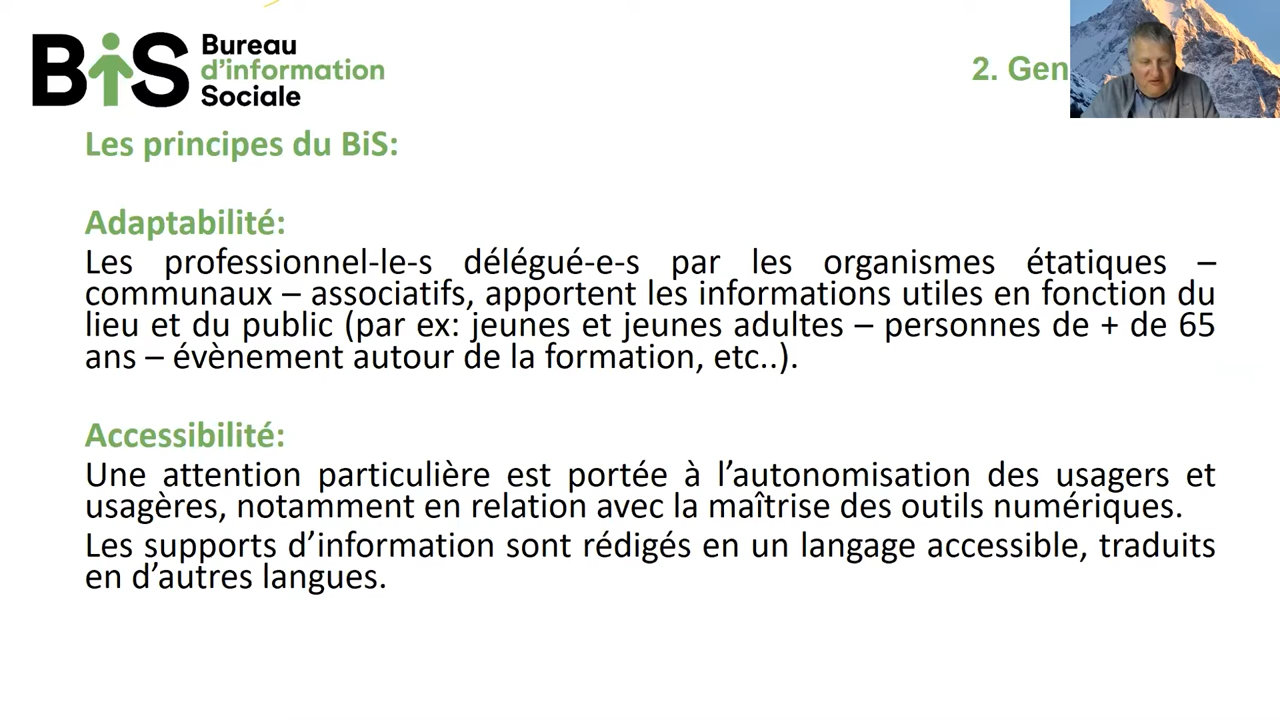 BiS Bureau
d'information
Sociale
2. Gen
Les principes du BiS:
Adaptabilité:
Les professionnel-le-s délégué-e-s par les organismes étatiques –
communaux – associatifs, apportent les informations utiles en fonction du
lieu et du public (par ex: jeunes et jeunes adultes – personnes de + de 65
ans – évènement autour de la formation, etc..).
Accessibilité:
Une attention particulière est portée à l'autonomisation des usagers et
usagères, notamment en relation avec la maîtrise des outils numériques.
Les supports d'information sont rédigés en un langage accessible, traduits
en d'autres langues.